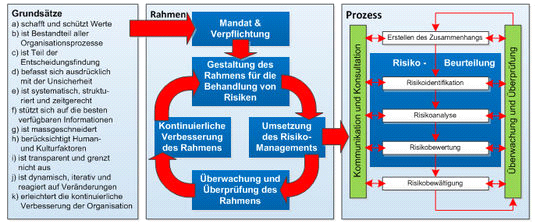 Grundsätze
a) schafft und schützt Werte
b) ist Bestandteil aller
Organisationsprozesse
c) ist Teil der
Entscheidungsfindung
d) befasst sich ausdrücklich
mit der Unsicherheit
e) ist systematisch, struktu-
riert und zeitgerecht
f) stützt sich auf die besten
verfügbaren Informationen
g) ist massgeschneidert
h) berücksichtigt Human-
und Kulturfaktoren
i) ist transparent und grenzt
nicht aus
j) ist dynamisch, iterativ und
reagiert auf Veränderungen
k) erleichtert die kontinuierliche
Verbesserung der Organisation
Rahmen
Mandat &
Verpflichtung
Gestaltung des
Rahmens für die
Behandlung von
Risiken
Kontinuierliche
Verbesserung
des Rahmens
Umsetzung des
Risiko-
Managements
Überwachung und
Überprüfung des
Rahmens
Prozess
Kommunikation und Konsultation
Erstellen des Zusammenhangs
Risiko - Beurteilung
Risikoidentifikation
Risikoanalyse
Risikobewertung
Risikobewältigung
Überwachung und Überprüfung